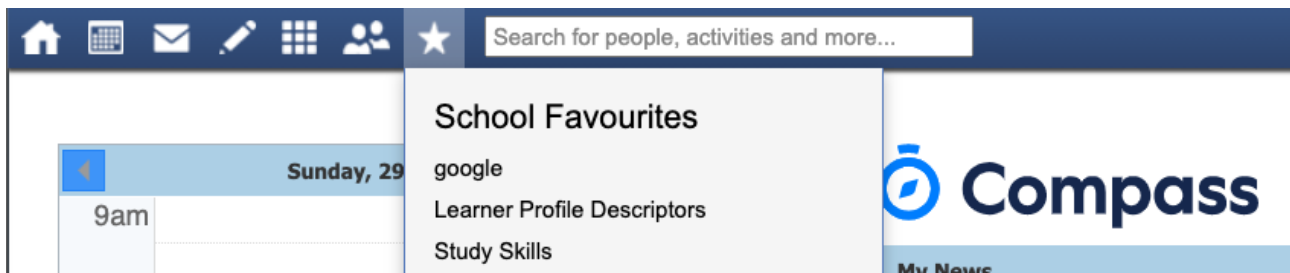 Search for people, activities and more...
School Favourites
google
Learner Profile Descriptors
Study Skills
Sunday, 29
9am
Compass
My News